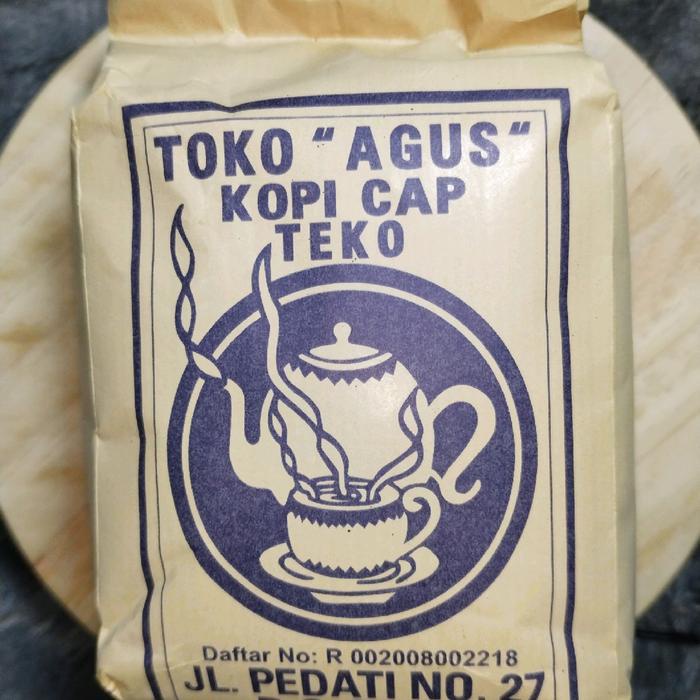 TOKO "AGUS"
KOPI CAP
TEKO
Daftar No: R 002008002218
JL. PEDATI NO. 27